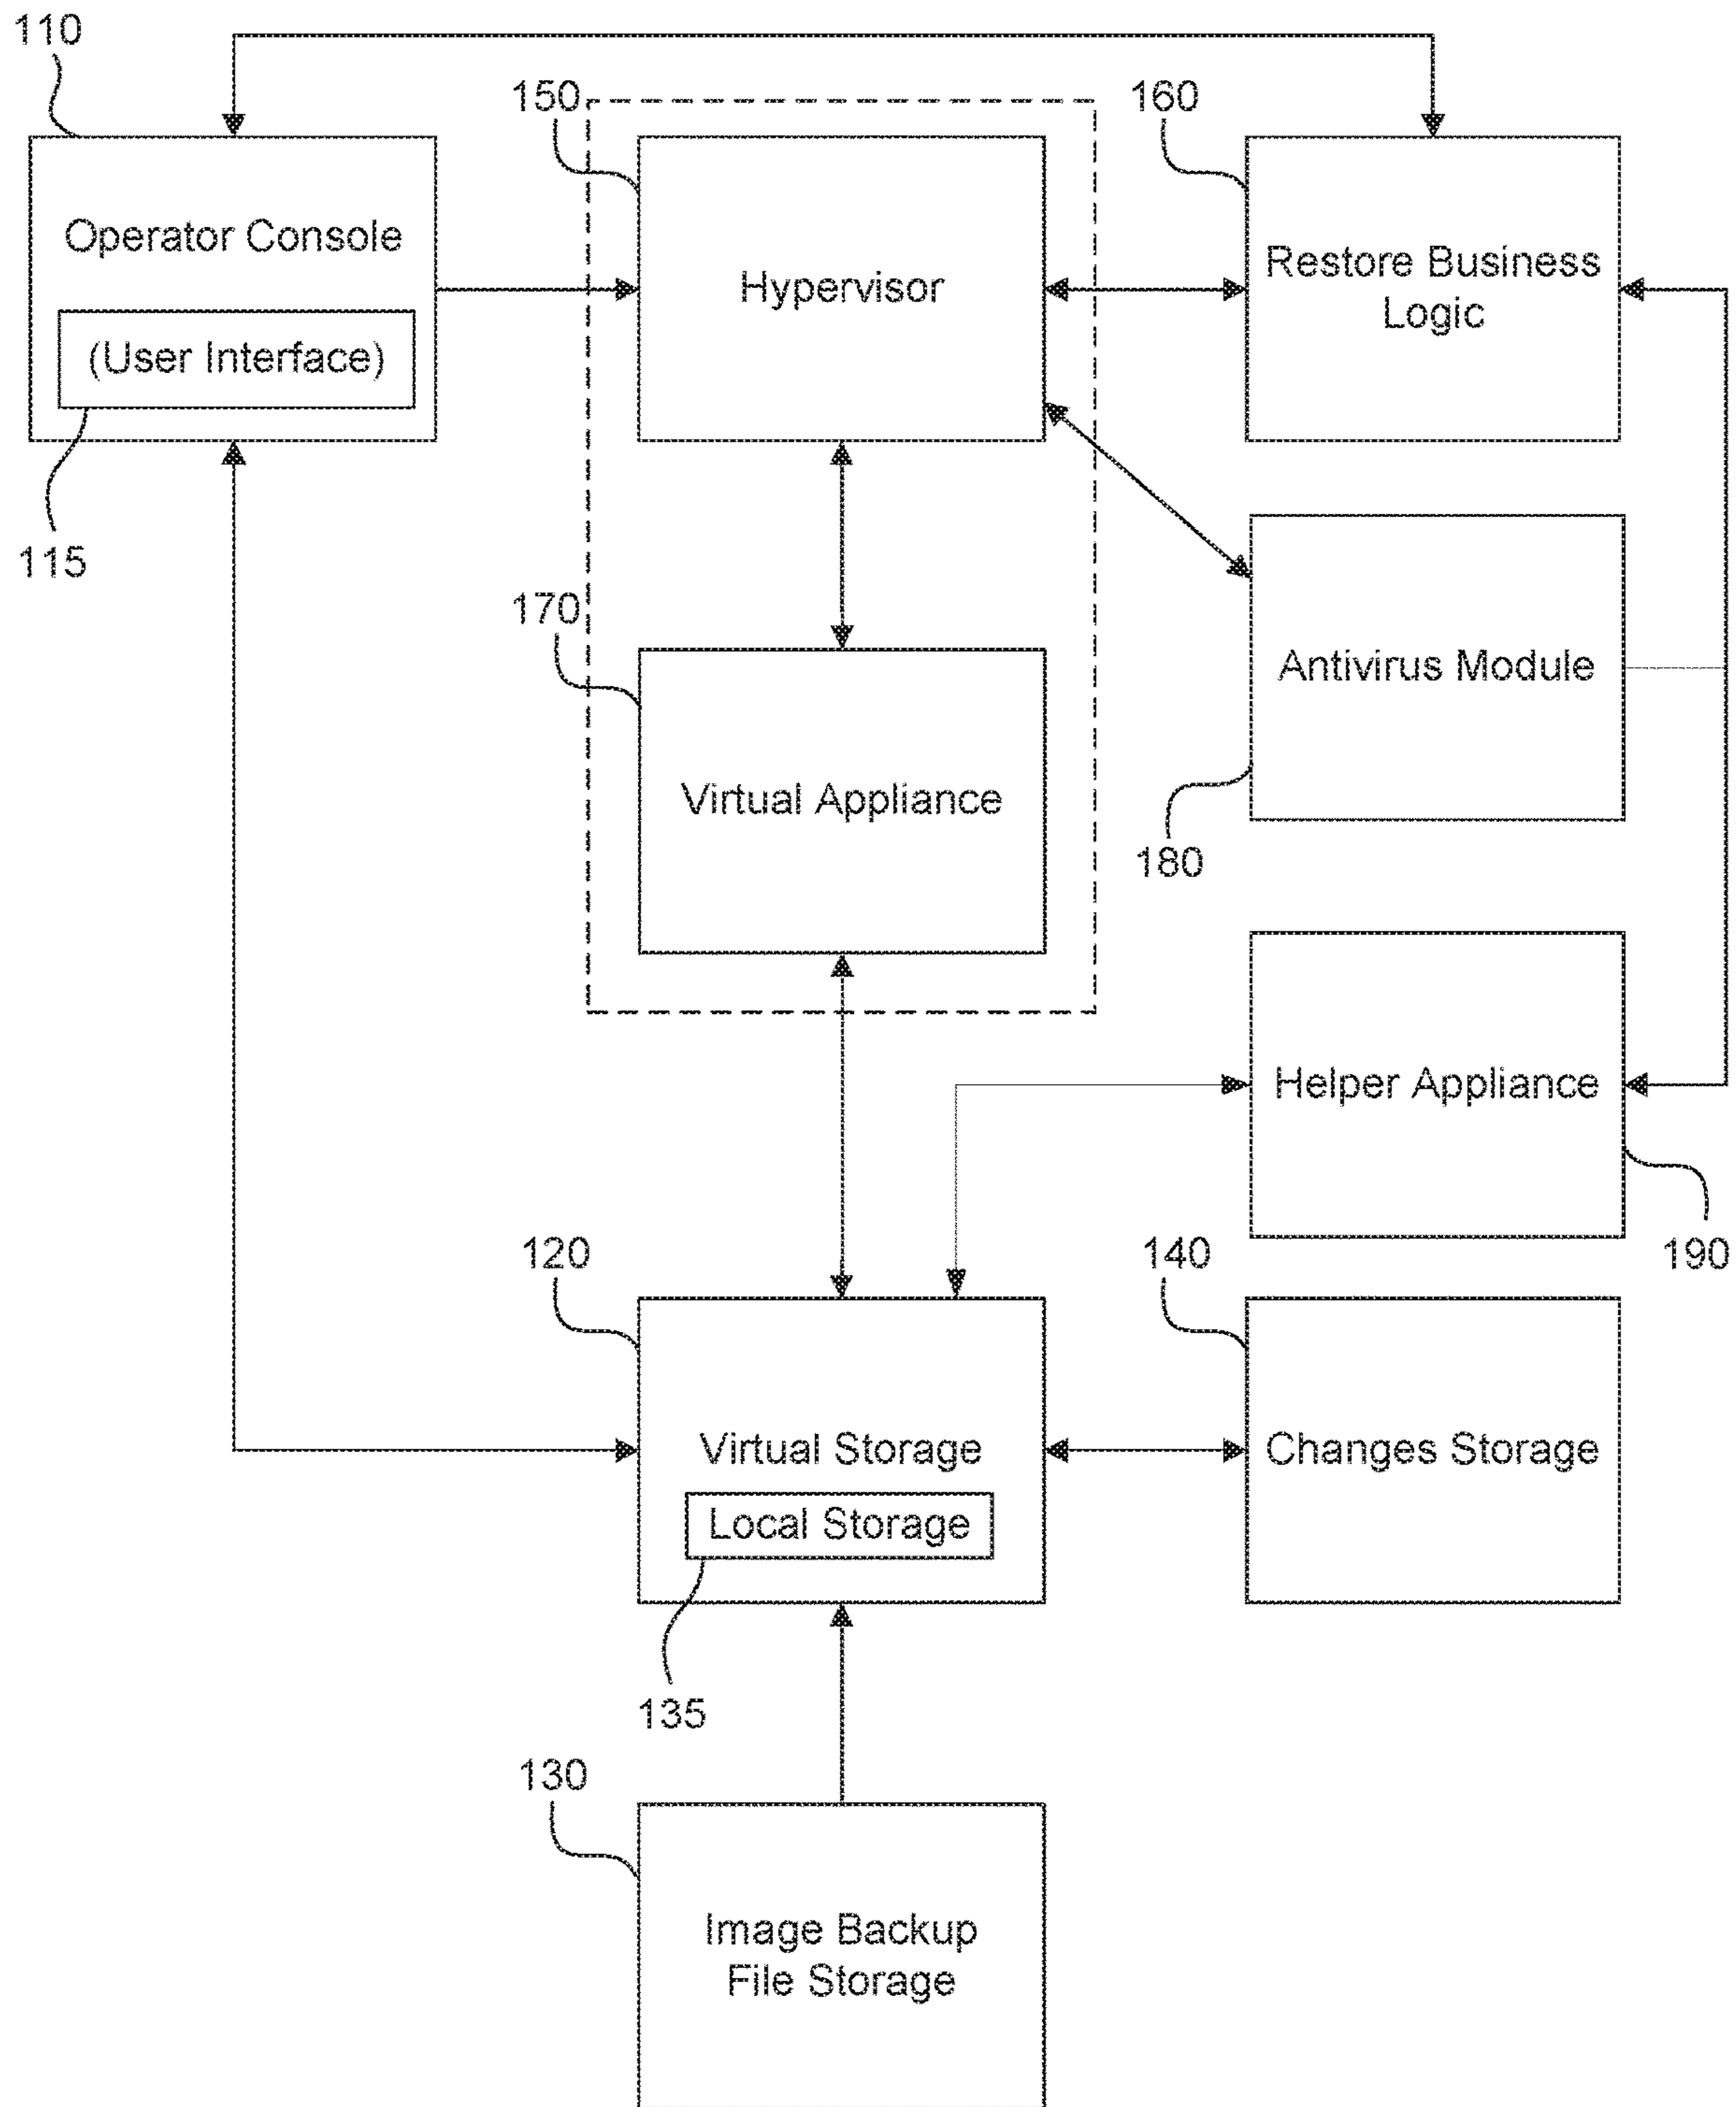 110
150
160
Operator Console
(User Interface)
Hypervisor
Restore Business
Logic
115
170
Virtual Appliance
Antivirus Module
180
Helper Appliance
190
120
140
Virtual Storage
Local Storage
Changes Storage
135
130
Image Backup
File Storage